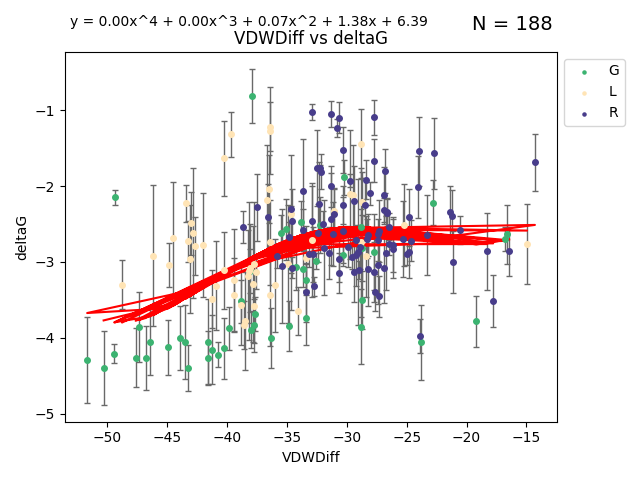 y = 0.00x^4 + 0.00x^3 + 0.07x^2 + 1.38x + 6.39
N = 188
VDWDiff vs deltaG
G
L
R
deltaG
−1
−2
−3
−4
−5
−50 −45 −40 −35 −30 −25 −20 −15
VDWDiff